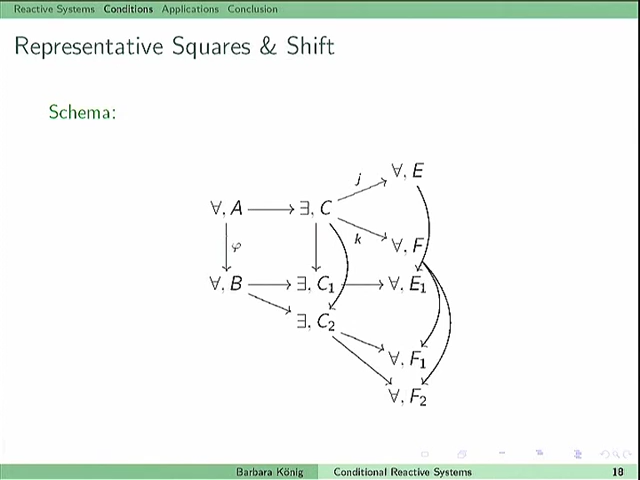 Reactive Systems Conditions Applications Conclusion
Representative Squares & Shift
Schema:
∀, E
j
∀, A ∃, C
k
φ ∀, F
∀, B ∃, C₁ ∀, E₁
∃, C₂
∀, F₁
∀, F₂
Barbara König Conditional Reactive Systems 18